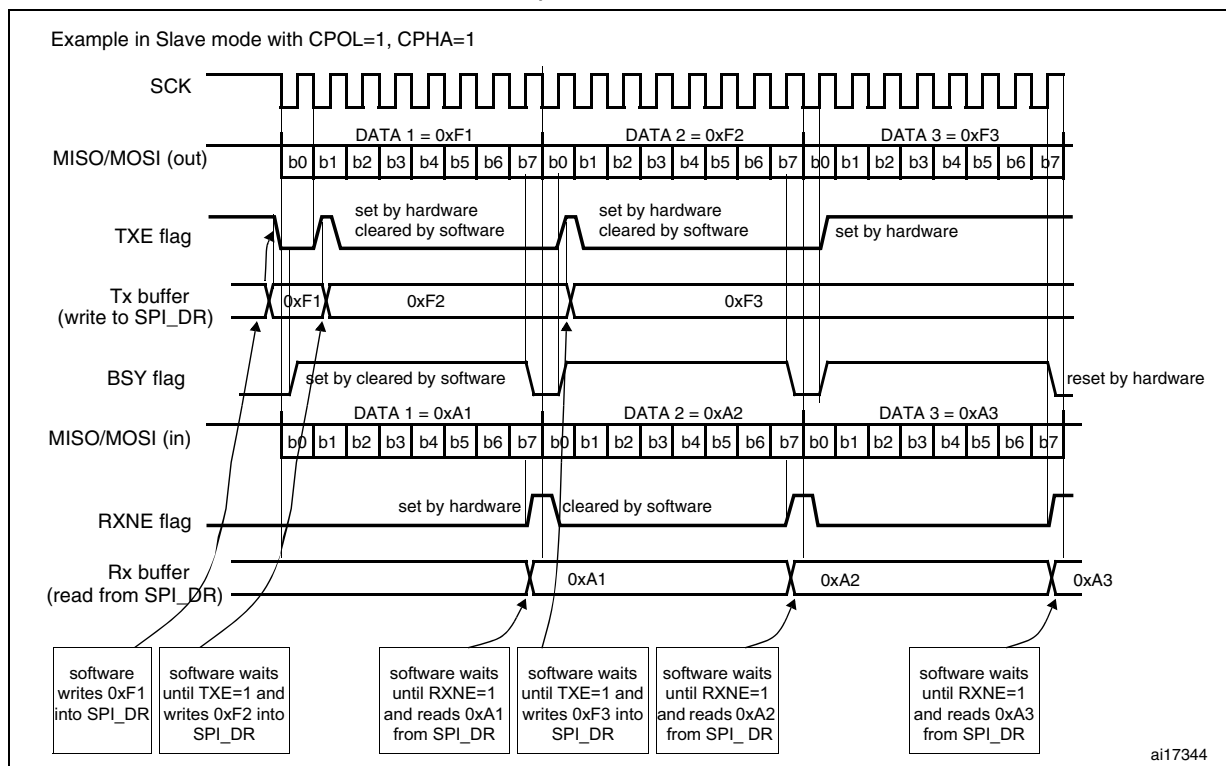 Example in Slave mode with CPOL=1, CPHA=1
SCK
DATA 1 = 0xF1 DATA 2 = 0xF2 DATA 3 = 0xF3
MISO/MOSI (out) b0 b1 b2 b3 b4 b5 b6 b7 b0 b1 b2 b3 b4 b5 b6 b7 b0 b1 b2 b3 b4 b5 b6 b7
set by hardware
cleared by software
set by hardware
cleared by software
TXE flag
set by hardware
Tx buffer
(write to SPI_DR)
0xF1 0xF2 0xF3
BSY flag
set by cleared by software
reset by hardware
DATA 1 = 0xA1 DATA 2 = 0xA2 DATA 3 = 0xA3
MISO/MOSI (in) b0 b1 b2 b3 b4 b5 b6 b7 b0 b1 b2 b3 b4 b5 b6 b7 b0 b1 b2 b3 b4 b5 b6 b7
RXNE flag
set by hardware
cleared by software
Rx buffer
(read from SPI_DR)
0xA1 0xA2 0xA3
software
writes 0xF1
into SPI_DR
software waits
until TXE=1 and
writes 0xF2 into
SPI_DR
software waits
until RXNE=1
and reads 0xA1
from SPI_DR
software waits
until TXE=1 and
writes 0xF3 into
SPI_DR
software waits
until RXNE=1
and reads 0xA2
from SPI_ DR
software waits
until RXNE=1
and reads 0xA3
from SPI_DR
ai17344